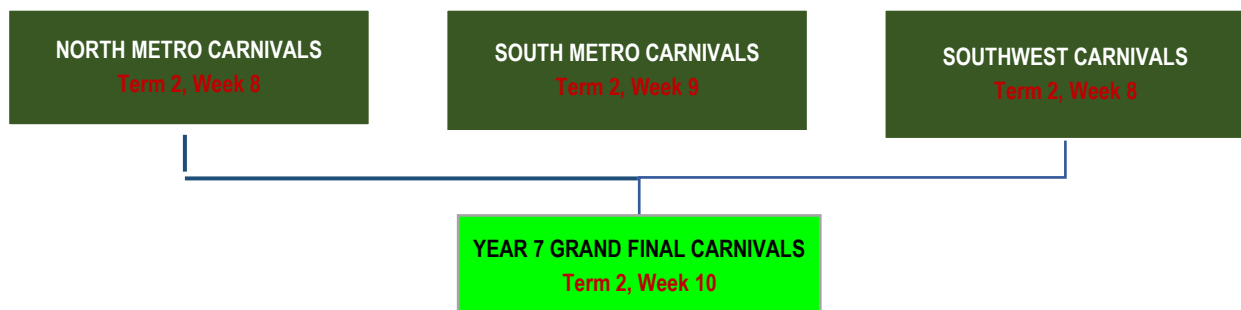 NORTH METRO CARNIVALS
Term 2, Week 8
SOUTH METRO CARNIVALS
Term 2, Week 9
SOUTHWEST CARNIVALS
Term 2, Week 8
YEAR 7 GRAND FINAL CARNIVALS
Term 2, Week 10